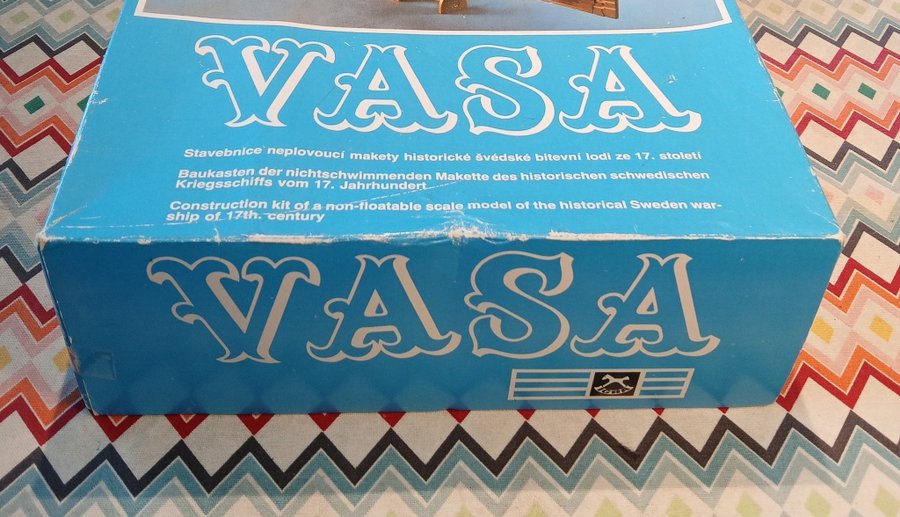 VASA
Stavebnice neplovoucí makety historické švédské bitevní lodi ze 17. století
Baukasten der nichtschwimmenden Makette des historischen schwedischen
Kriegsschiffs vom 17. Jahrhundert
Construction kit of a non-floatable scale model of the historical Sweden war-
ship of 17th. century
VASA